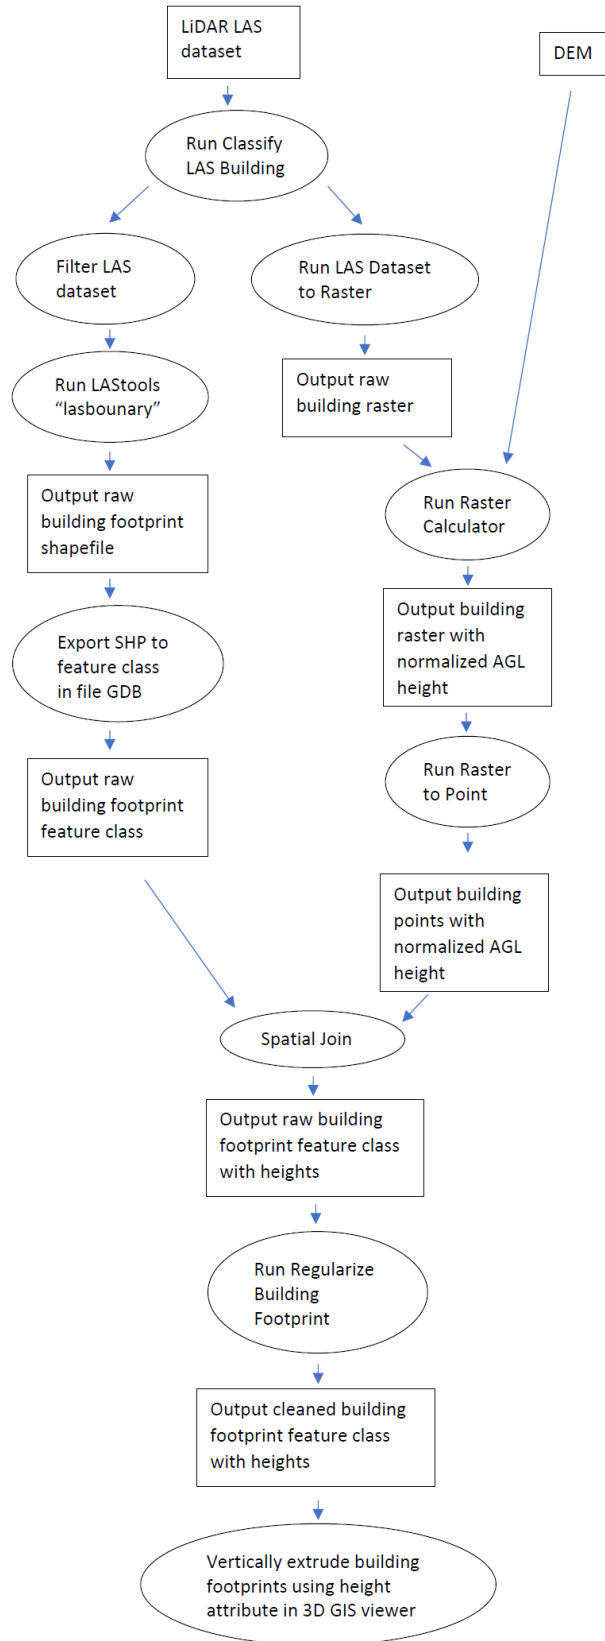 LiDAR LAS
dataset
DEM
Run Classify
LAS Building
Filter LAS
dataset
Run LAS Dataset
to Raster
Run LAStools
“lasbounary”
Output raw
building raster
Output raw
building footprint
shapefile
Run Raster
Calculator
Export SHP to
feature class
in file GDB
Output building
raster with
normalized AGL
height
Output raw
building footprint
feature class
Run Raster
to Point
Output building
points with
normalized AGL
height
Spatial Join
Output raw building
footprint feature class
with heights
Run Regularize
Building
Footprint
Output cleaned building
footprint feature class
with heights
Vertically extrude building
footprints using height
attribute in 3D GIS viewer